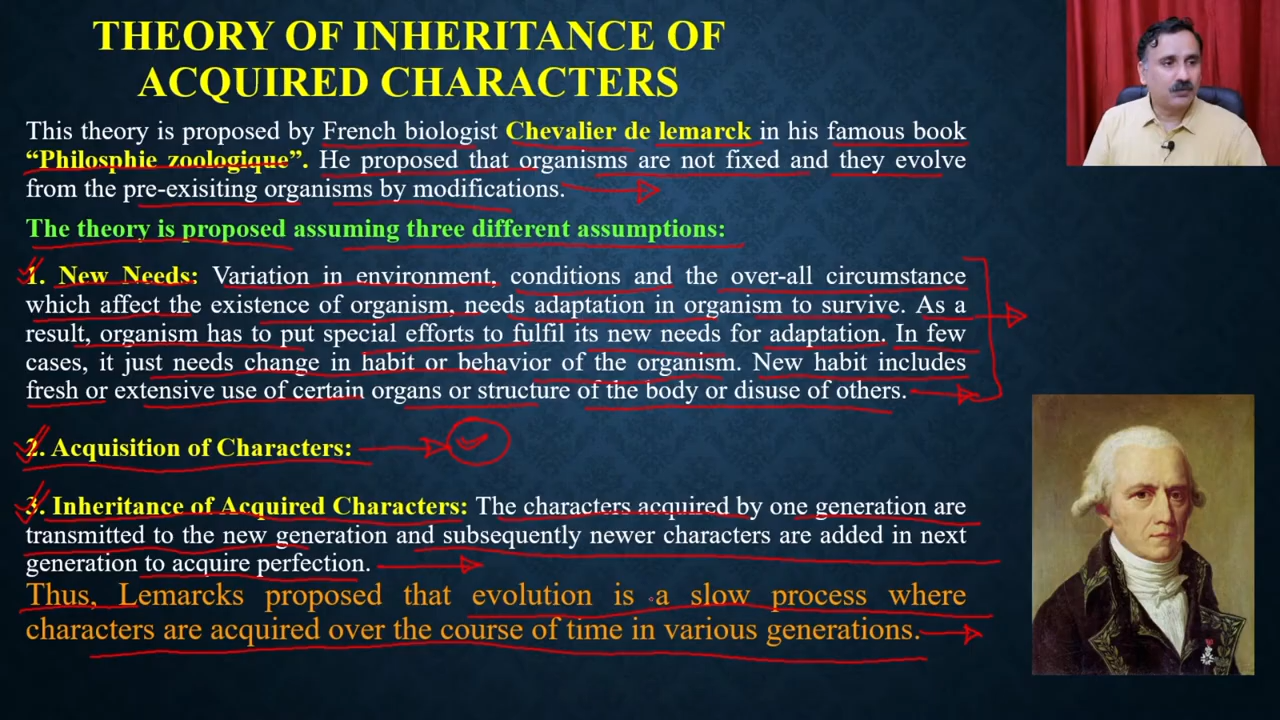 THEORY OF INHERITANCE OF
ACQUIRED CHARACTERS
This theory is proposed by French biologist Chevalier de lemarck in his famous book
“Philosphie zoologique”. He proposed that organisms are not fixed and they evolve
from the pre-exisiting organisms by modifications.
The theory is proposed assuming three different assumptions:
1. New Needs: Variation in environment, conditions and the over-all circumstance
which affect the existence of organism, needs adaptation in organism to survive. As a
result, organism has to put special efforts to fulfil its new needs for adaptation. In few
cases, it just needs change in habit or behavior of the organism. New habit includes
fresh or extensive use of certain organs or structure of the body or disuse of others.
2. Acquisition of Characters:
3. Inheritance of Acquired Characters: The characters acquired by one generation are
transmitted to the new generation and subsequently newer characters are added in next
generation to acquire perfection.
Thus, Lemarcks proposed that evolution is a slow process where
characters are acquired over the course of time in various generations.